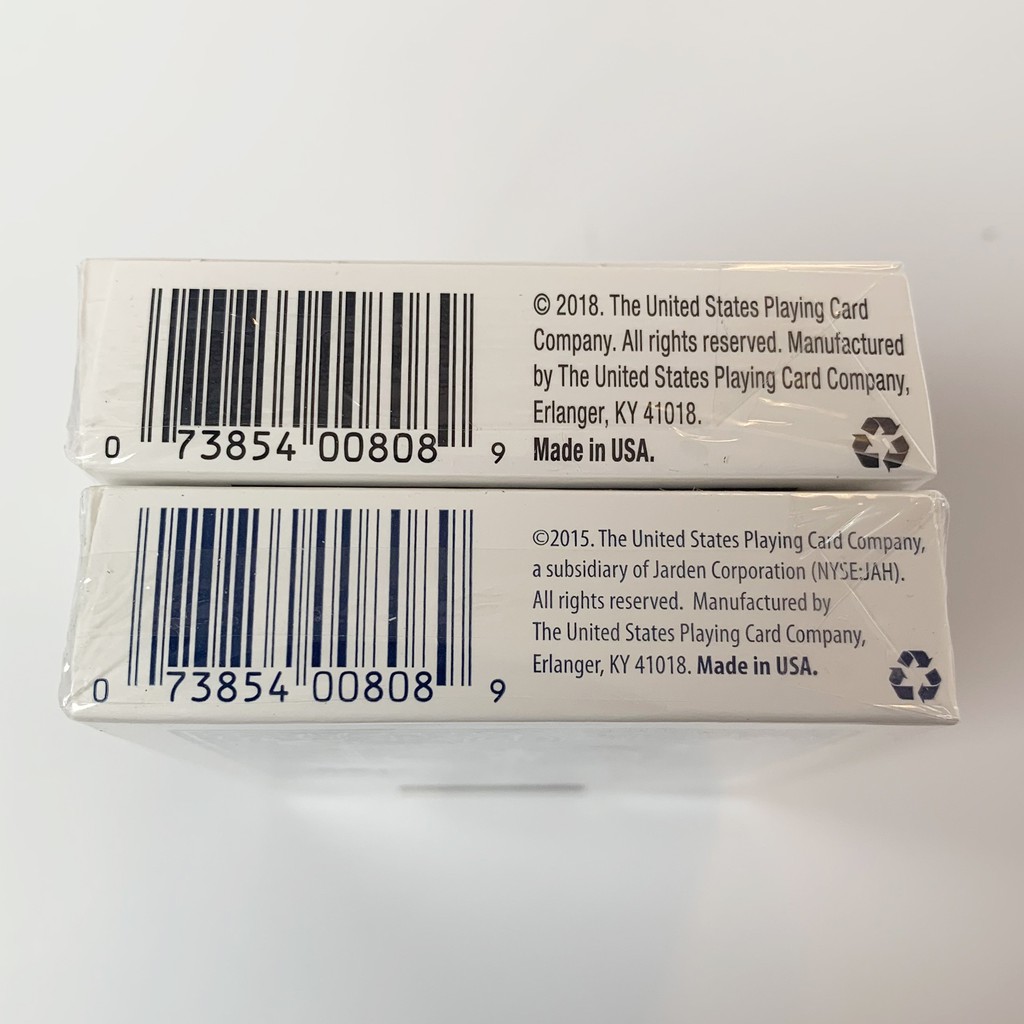 © 2018. The United States Playing Card
Company. All rights reserved. Manufactured
by The United States Playing Card Company,
Erlanger, KY 41018.
Made in USA.
0 73854 00808 9
©2015. The United States Playing Card Company,
a subsidiary of Jarden Corporation (NYSE:JAH).
All rights reserved. Manufactured by
The United States Playing Card Company,
Erlanger, KY 41018. Made in USA.
0 73854 00808 9